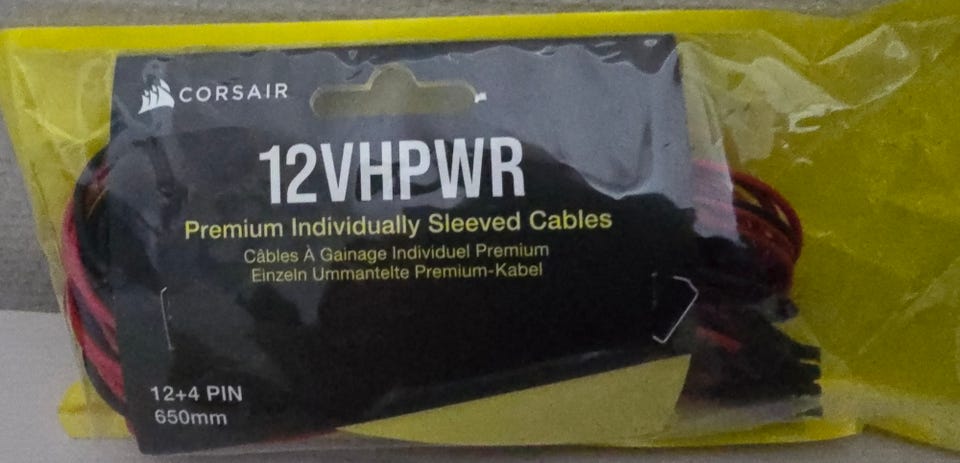 CORSAIR
12VHPWR
Premium Individually Sleeved Cables
Câbles À Gainage Individuel Premium
Einzeln Ummantelte Premium-Kabel
12+4 PIN
650mm